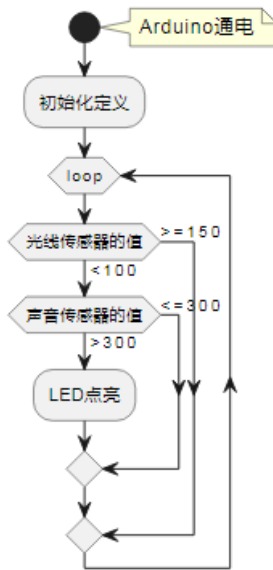 Arduino通电
初始化定义
loop
光线传感器的值
>=150
<100
声音传感器的值
<=300
>300
LED点亮